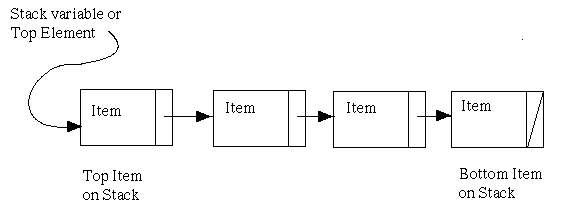 Stack variable or
Top Element
Item
Item
Item
Item
Top Item
on Stack
Bottom Item
on Stack